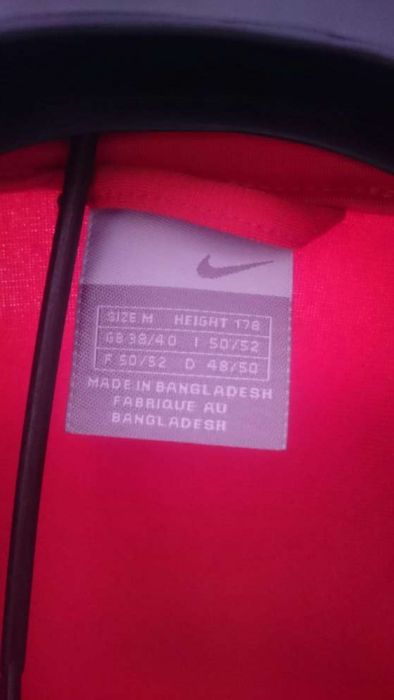 SIZE M HEIGHT 178
GB 38/40 I 50/52
F 50/52 D 48/50
MADE IN BANGLADESH
FABRIQUE AU
BANGLADESH